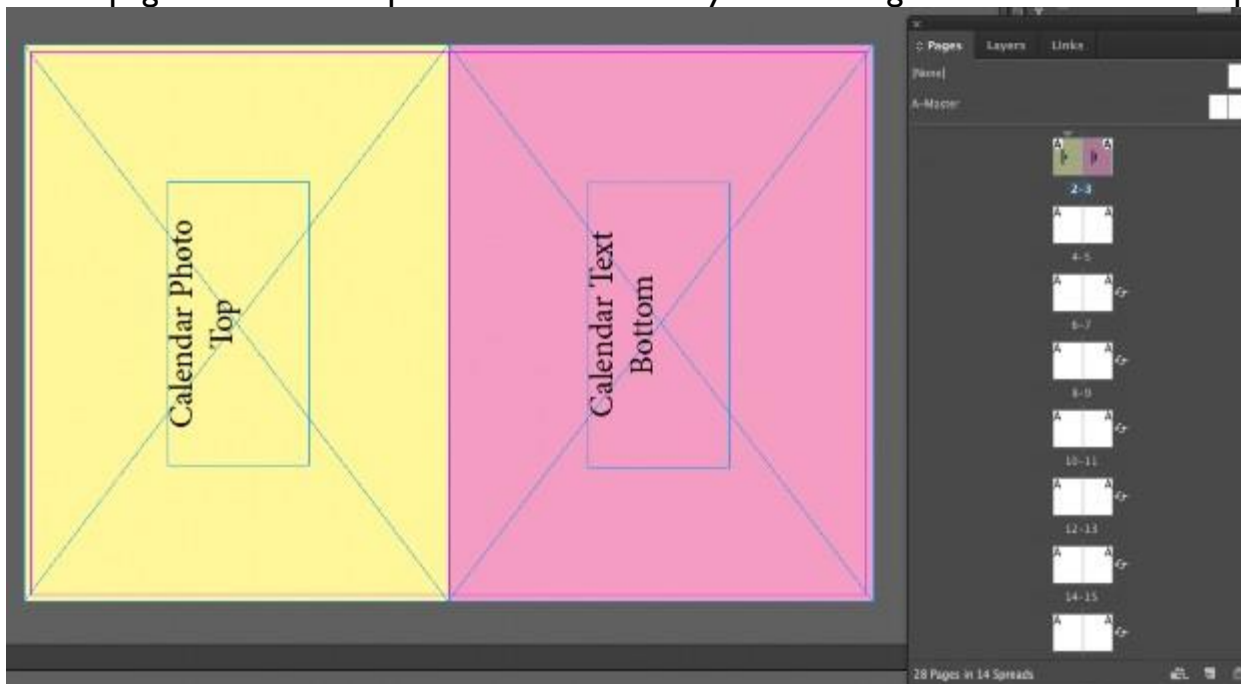 Calendar Photo
Top
Calendar Text
Bottom
Pages Layers Links
[None]
A-Master
A A
2-3
A A
4-5
A A
6-7
A A
8-9
A A
10-11
A A
12-13
A A
14-15
A A
28 Pages in 14 Spreads